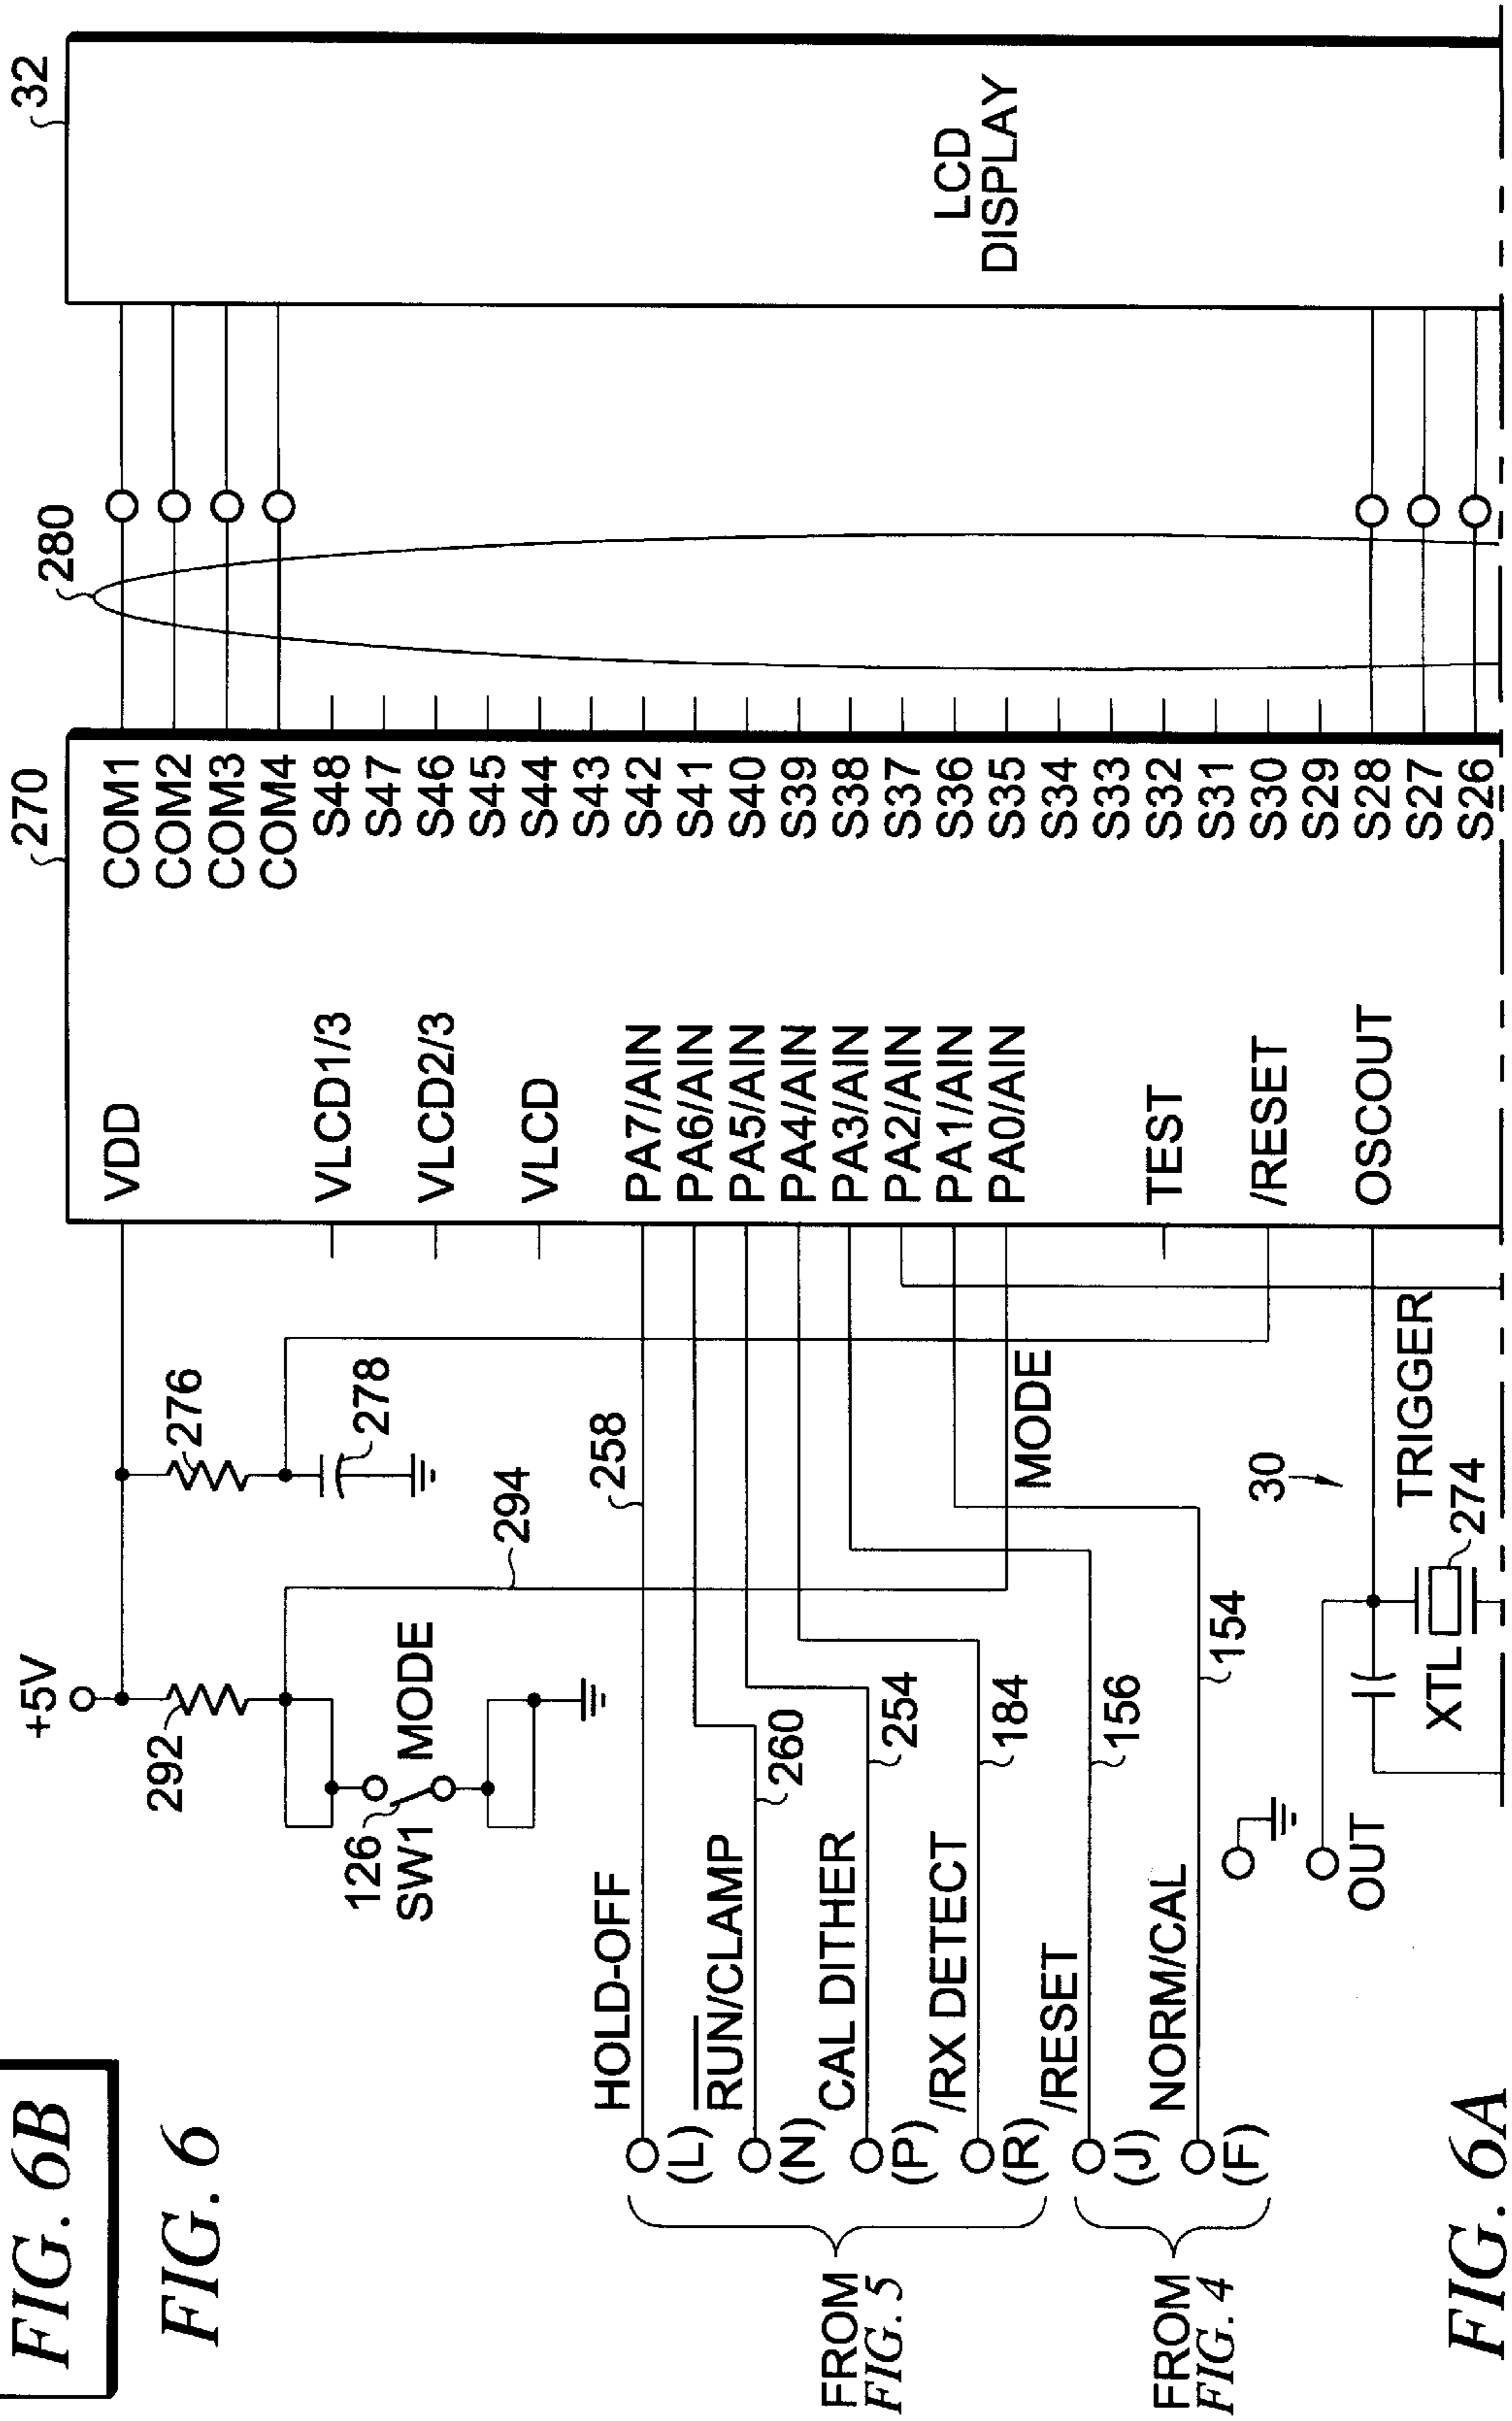 FIG. 6B
FIG. 6
+5V
292
276
278
126
SW1
MODE
294
258
HOLD-OFF
(L)
RUN/CLAMP
260
(N)
CAL DITHER
254
(P)
/RX DETECT
184
(R)
/RESET
156
(J)
NORM/CAL
154
(F)
FROM
FIG. 5
FROM
FIG. 4
MODE
30
TRIGGER
OUT
XTL
274
270
VDD
VLCD1/3
VLCD2/3
VLCD
PA7/AIN
PA6/AIN
PA5/AIN
PA4/AIN
PA3/AIN
PA2/AIN
PA1/AIN
PA0/AIN
TEST
/RESET
OSCOUT
COM1
COM2
COM3
COM4
S48
S47
S46
S45
S44
S43
S42
S41
S40
S39
S38
S37
S36
S35
S34
S33
S32
S31
S30
S29
S28
S27
S26
280
32
LCD
DISPLAY
FIG. 6A